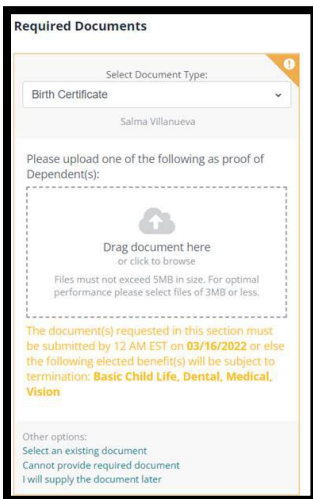 Required Documents
Select Document Type:
Birth Certificate
Salma Villanueva
Please upload one of the following as proof of
Dependent(s):
Drag document here
or click to browse
Files must not exceed 5MB in size. For optimal
performance please select files of 3MB or less.
The document(s) requested in this section must
be submitted by 12 AM EST on 03/16/2022 or else
the following elected benefit(s) will be subject to
termination: Basic Child Life, Dental, Medical,
Vision
Other options:
Select an existing document
Cannot provide required document
I will supply the document later